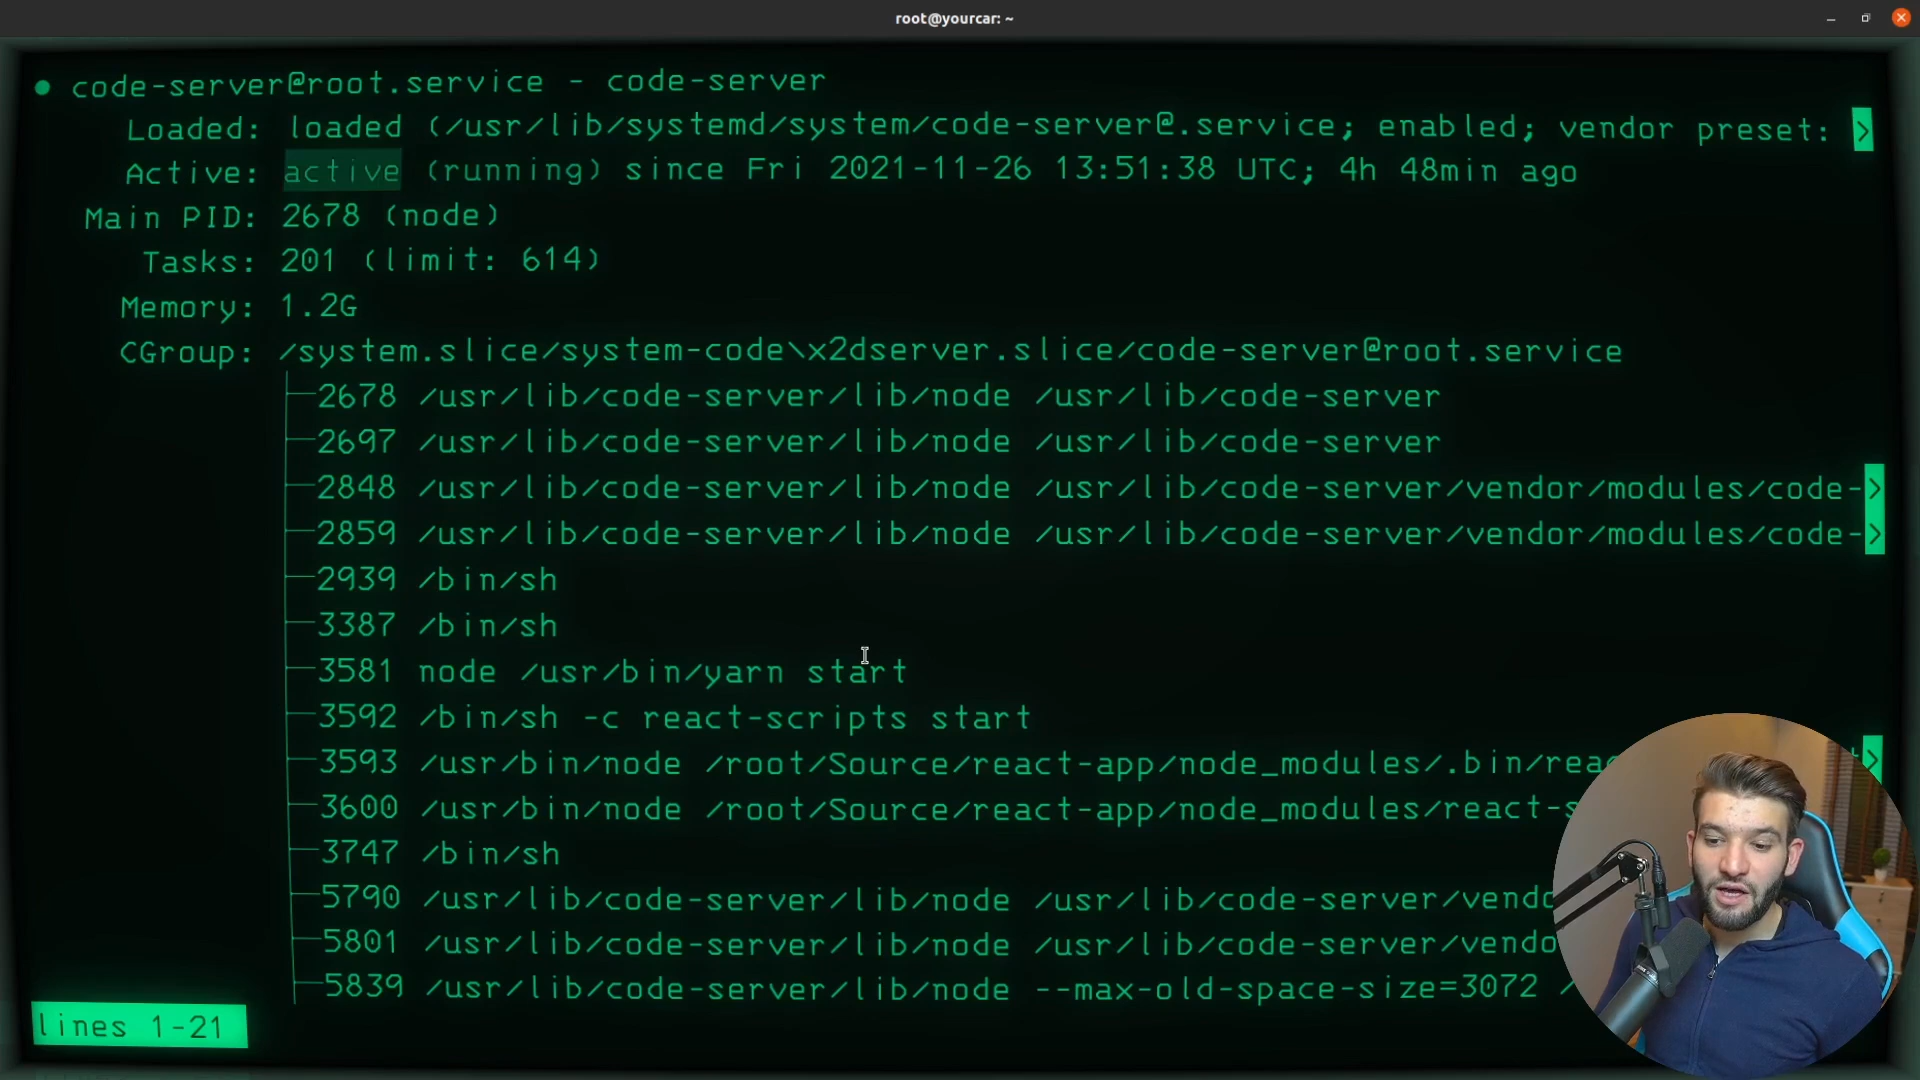 root@yourcar: ~
● code-server@root.service - code-server
Loaded: loaded (/usr/lib/systemd/system/code-server@.service; enabled; vendor preset: >
Active: active (running) since Fri 2021-11-26 13:51:38 UTC; 4h 48min ago
Main PID: 2678 (node)
Tasks: 201 (limit: 614)
Memory: 1.2G
CGroup: /system.slice/system-code\x2dserver.slice/code-server@root.service
├─2678 /usr/lib/code-server/lib/node /usr/lib/code-server
├─2697 /usr/lib/code-server/lib/node /usr/lib/code-server
├─2848 /usr/lib/code-server/lib/node /usr/lib/code-server/vendor/modules/code->
├─2859 /usr/lib/code-server/lib/node /usr/lib/code-server/vendor/modules/code->
├─2939 /bin/sh
├─3387 /bin/sh
├─3581 node /usr/bin/yarn start
├─3592 /bin/sh -c react-scripts start
├─3593 /usr/bin/node /root/Source/react-app/node_modules/.bin/reac
├─3600 /usr/bin/node /root/Source/react-app/node_modules/react-s
├─3747 /bin/sh
├─5790 /usr/lib/code-server/lib/node /usr/lib/code-server/vendo
├─5801 /usr/lib/code-server/lib/node /usr/lib/code-server/vendo
├─5839 /usr/lib/code-server/lib/node --max-old-space-size=3072 /
lines 1-21